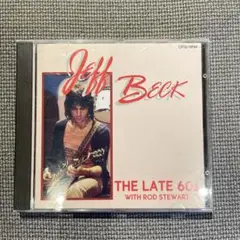 Jeff
BECK
THE LATE 60s
WITH ROD STEWART